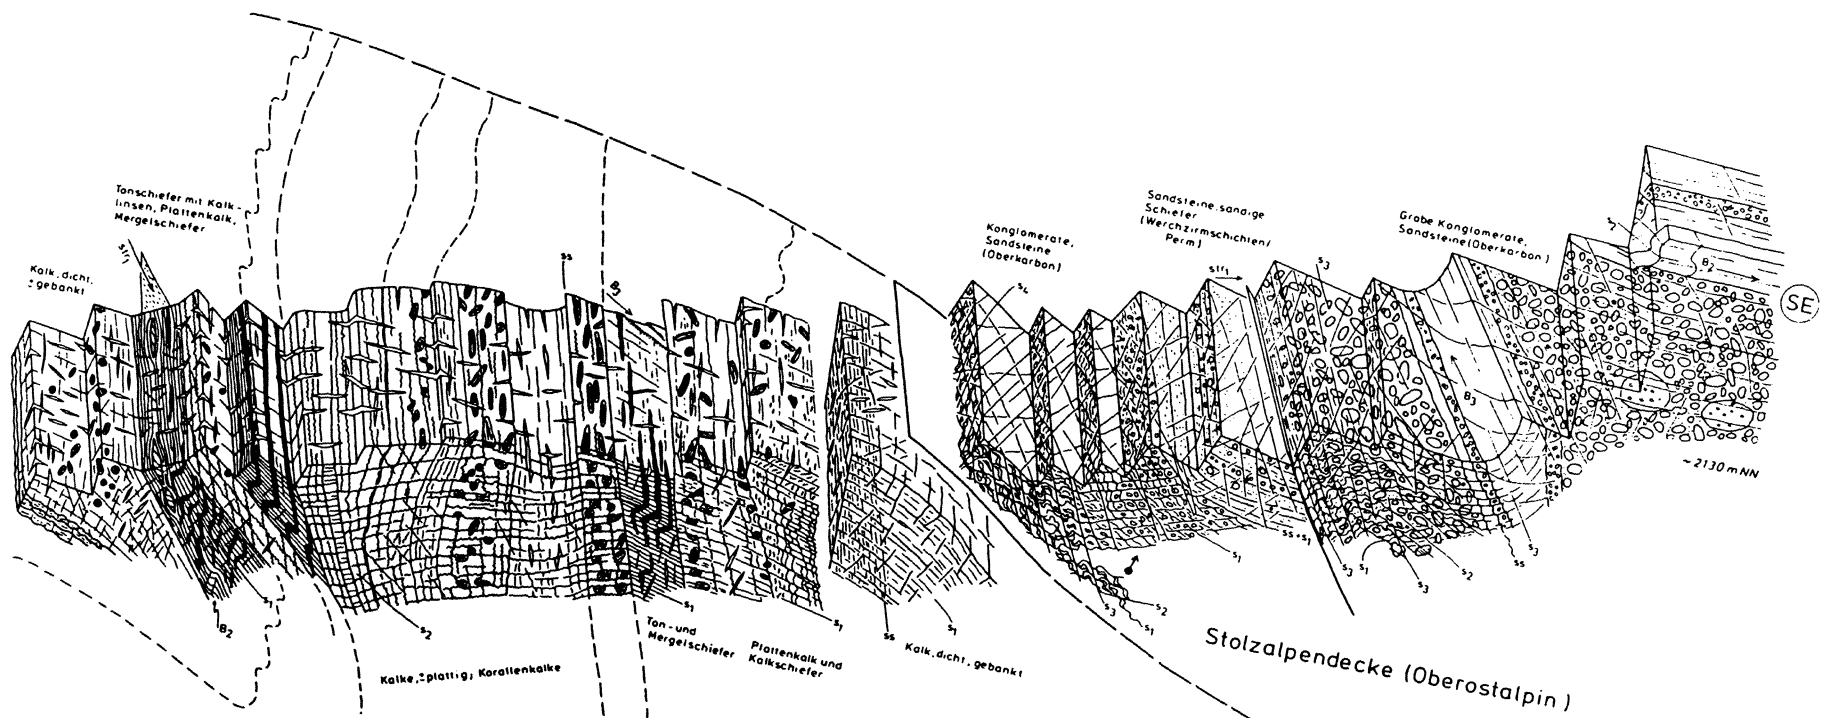 Tonschiefer mit Kalk-
linsen, Plattenkalk,
Mergelschiefer
Kalk, dicht,
± gebankt
ss
B2
s1
B2
s2
Kalke, ± plattig; Korallenkalke
s1
Ton- und
Mergelschiefer
Plattenkalk und
Kalkschiefer
s1
ss
s1
Kalk, dicht, gebankt
Konglomerate,
Sandsteine
(Oberkarbon)
s4
Sandsteine, sandige
Schiefer
(Werchzirmschichten/
Perm)
str1
s3
Grobe Konglomerate,
Sandsteine (Oberkarbon)
B2
SE
B3
~2130 m NN
s1
ss+s1
s3
s1
s3
s2
ss
s3
s3
s2
s1
Stolzalpendecke (Oberostalpin)